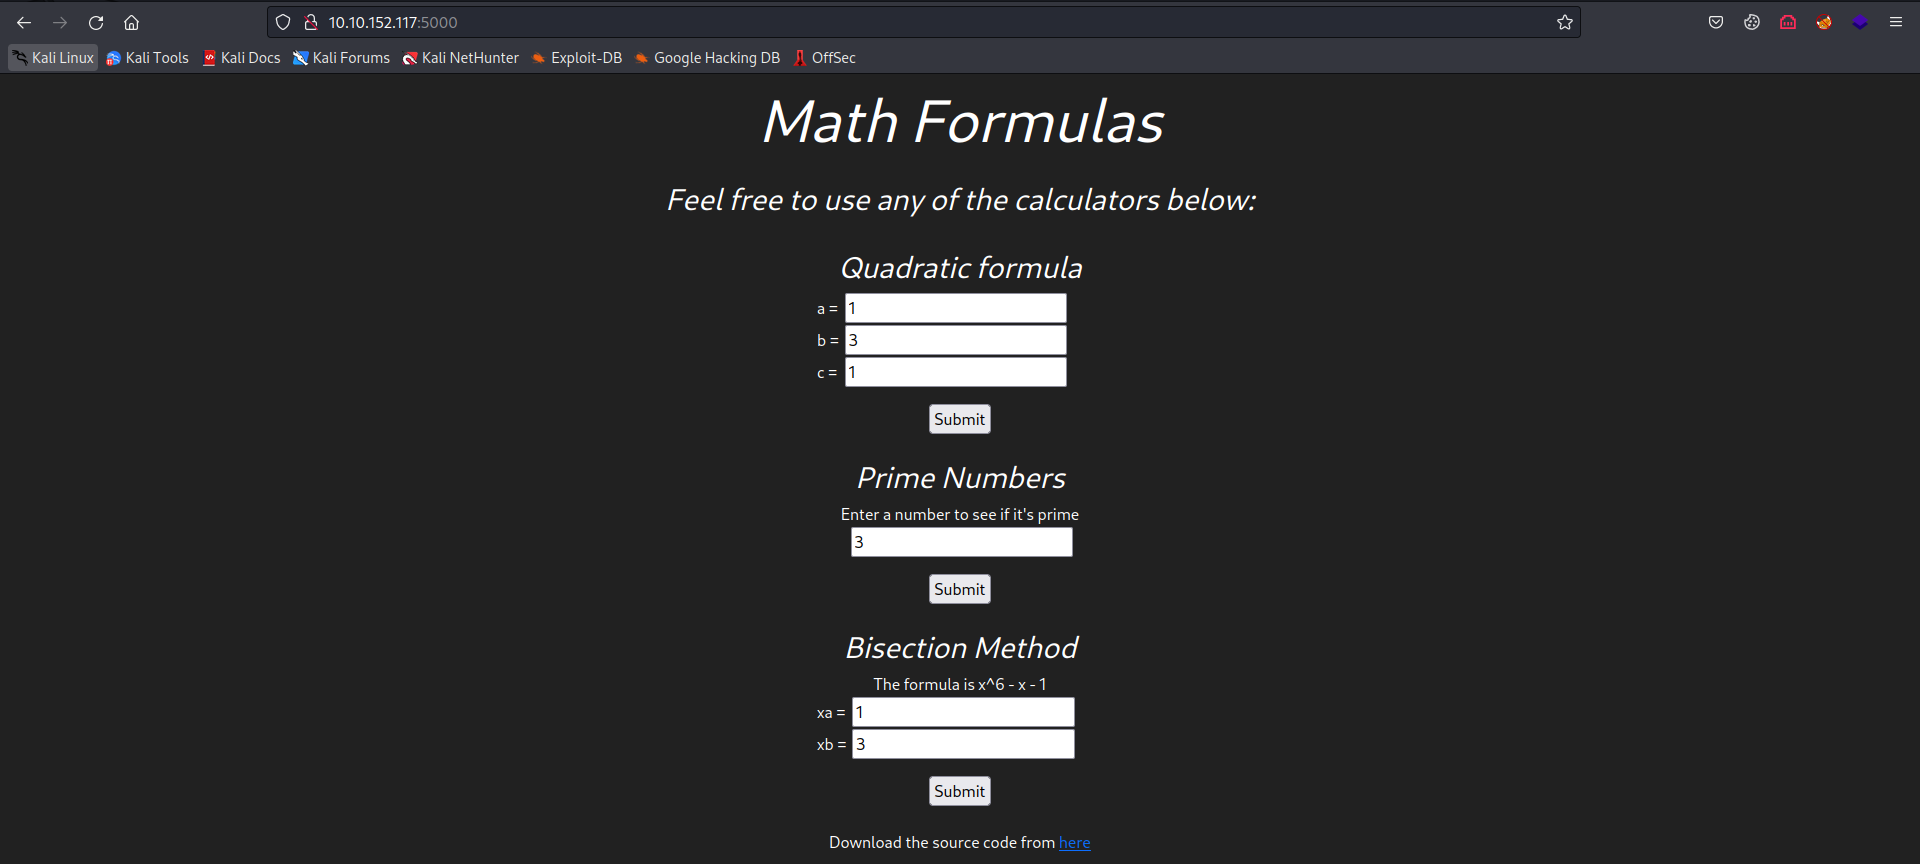 10.10.152.117:5000
Kali Linux Kali Tools Kali Docs Kali Forums Kali NetHunter Exploit-DB Google Hacking DB OffSec
Math Formulas
Feel free to use any of the calculators below:
Quadratic formula
a = 1
b = 3
c = 1
Submit
Prime Numbers
Enter a number to see if it's prime
3
Submit
Bisection Method
The formula is x^6 - x - 1
xa = 1
xb = 3
Submit
Download the source code from here